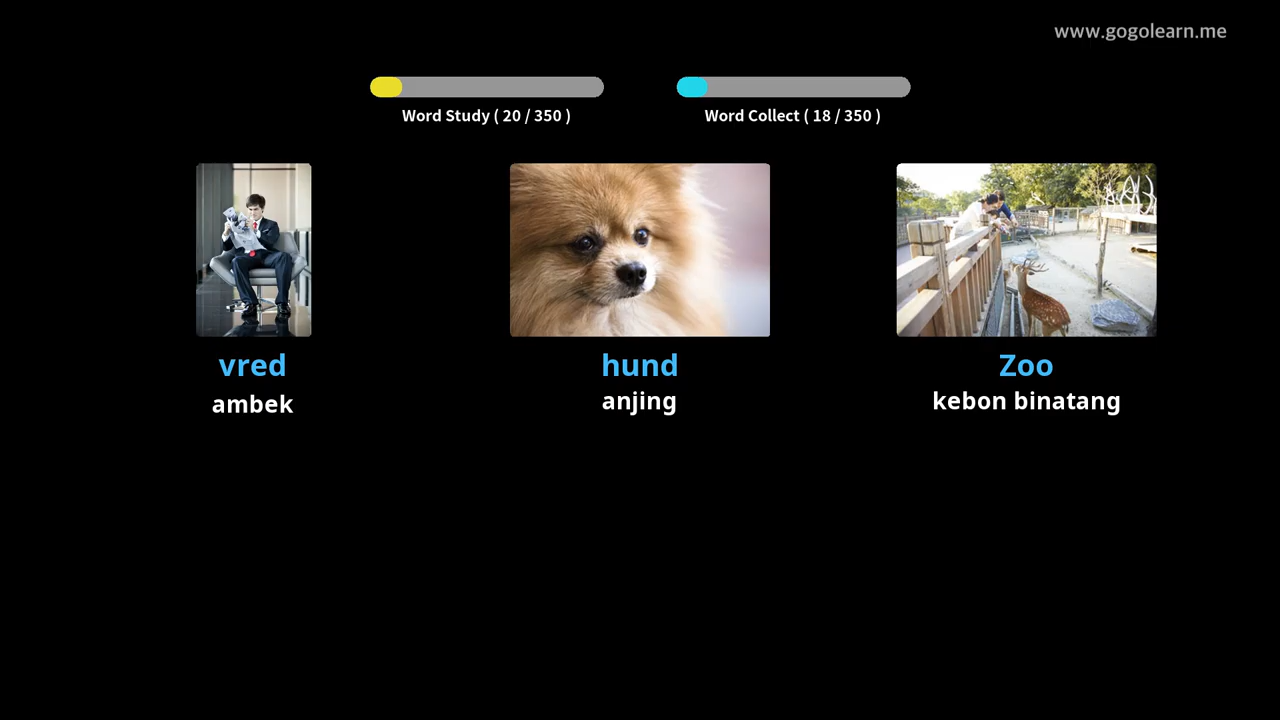 www.gogolearn.me
Word Study ( 20 / 350 )
Word Collect ( 18 / 350 )
vred
hund
Zoo
ambek
anjing
kebon binatang